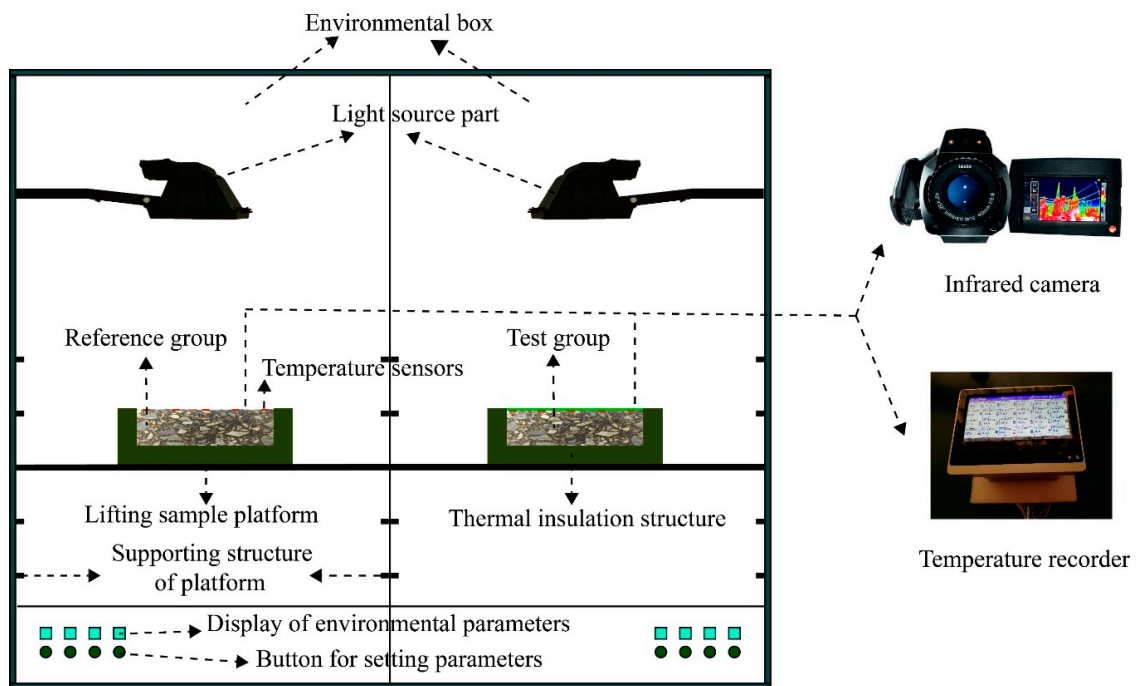 Environmental box
Light source part
testo
Infrared camera
Reference group
Test group
Temperature sensors
Lifting sample platform
Thermal insulation structure
Supporting structure
of platform
Temperature recorder
Display of environmental parameters
Button for setting parameters